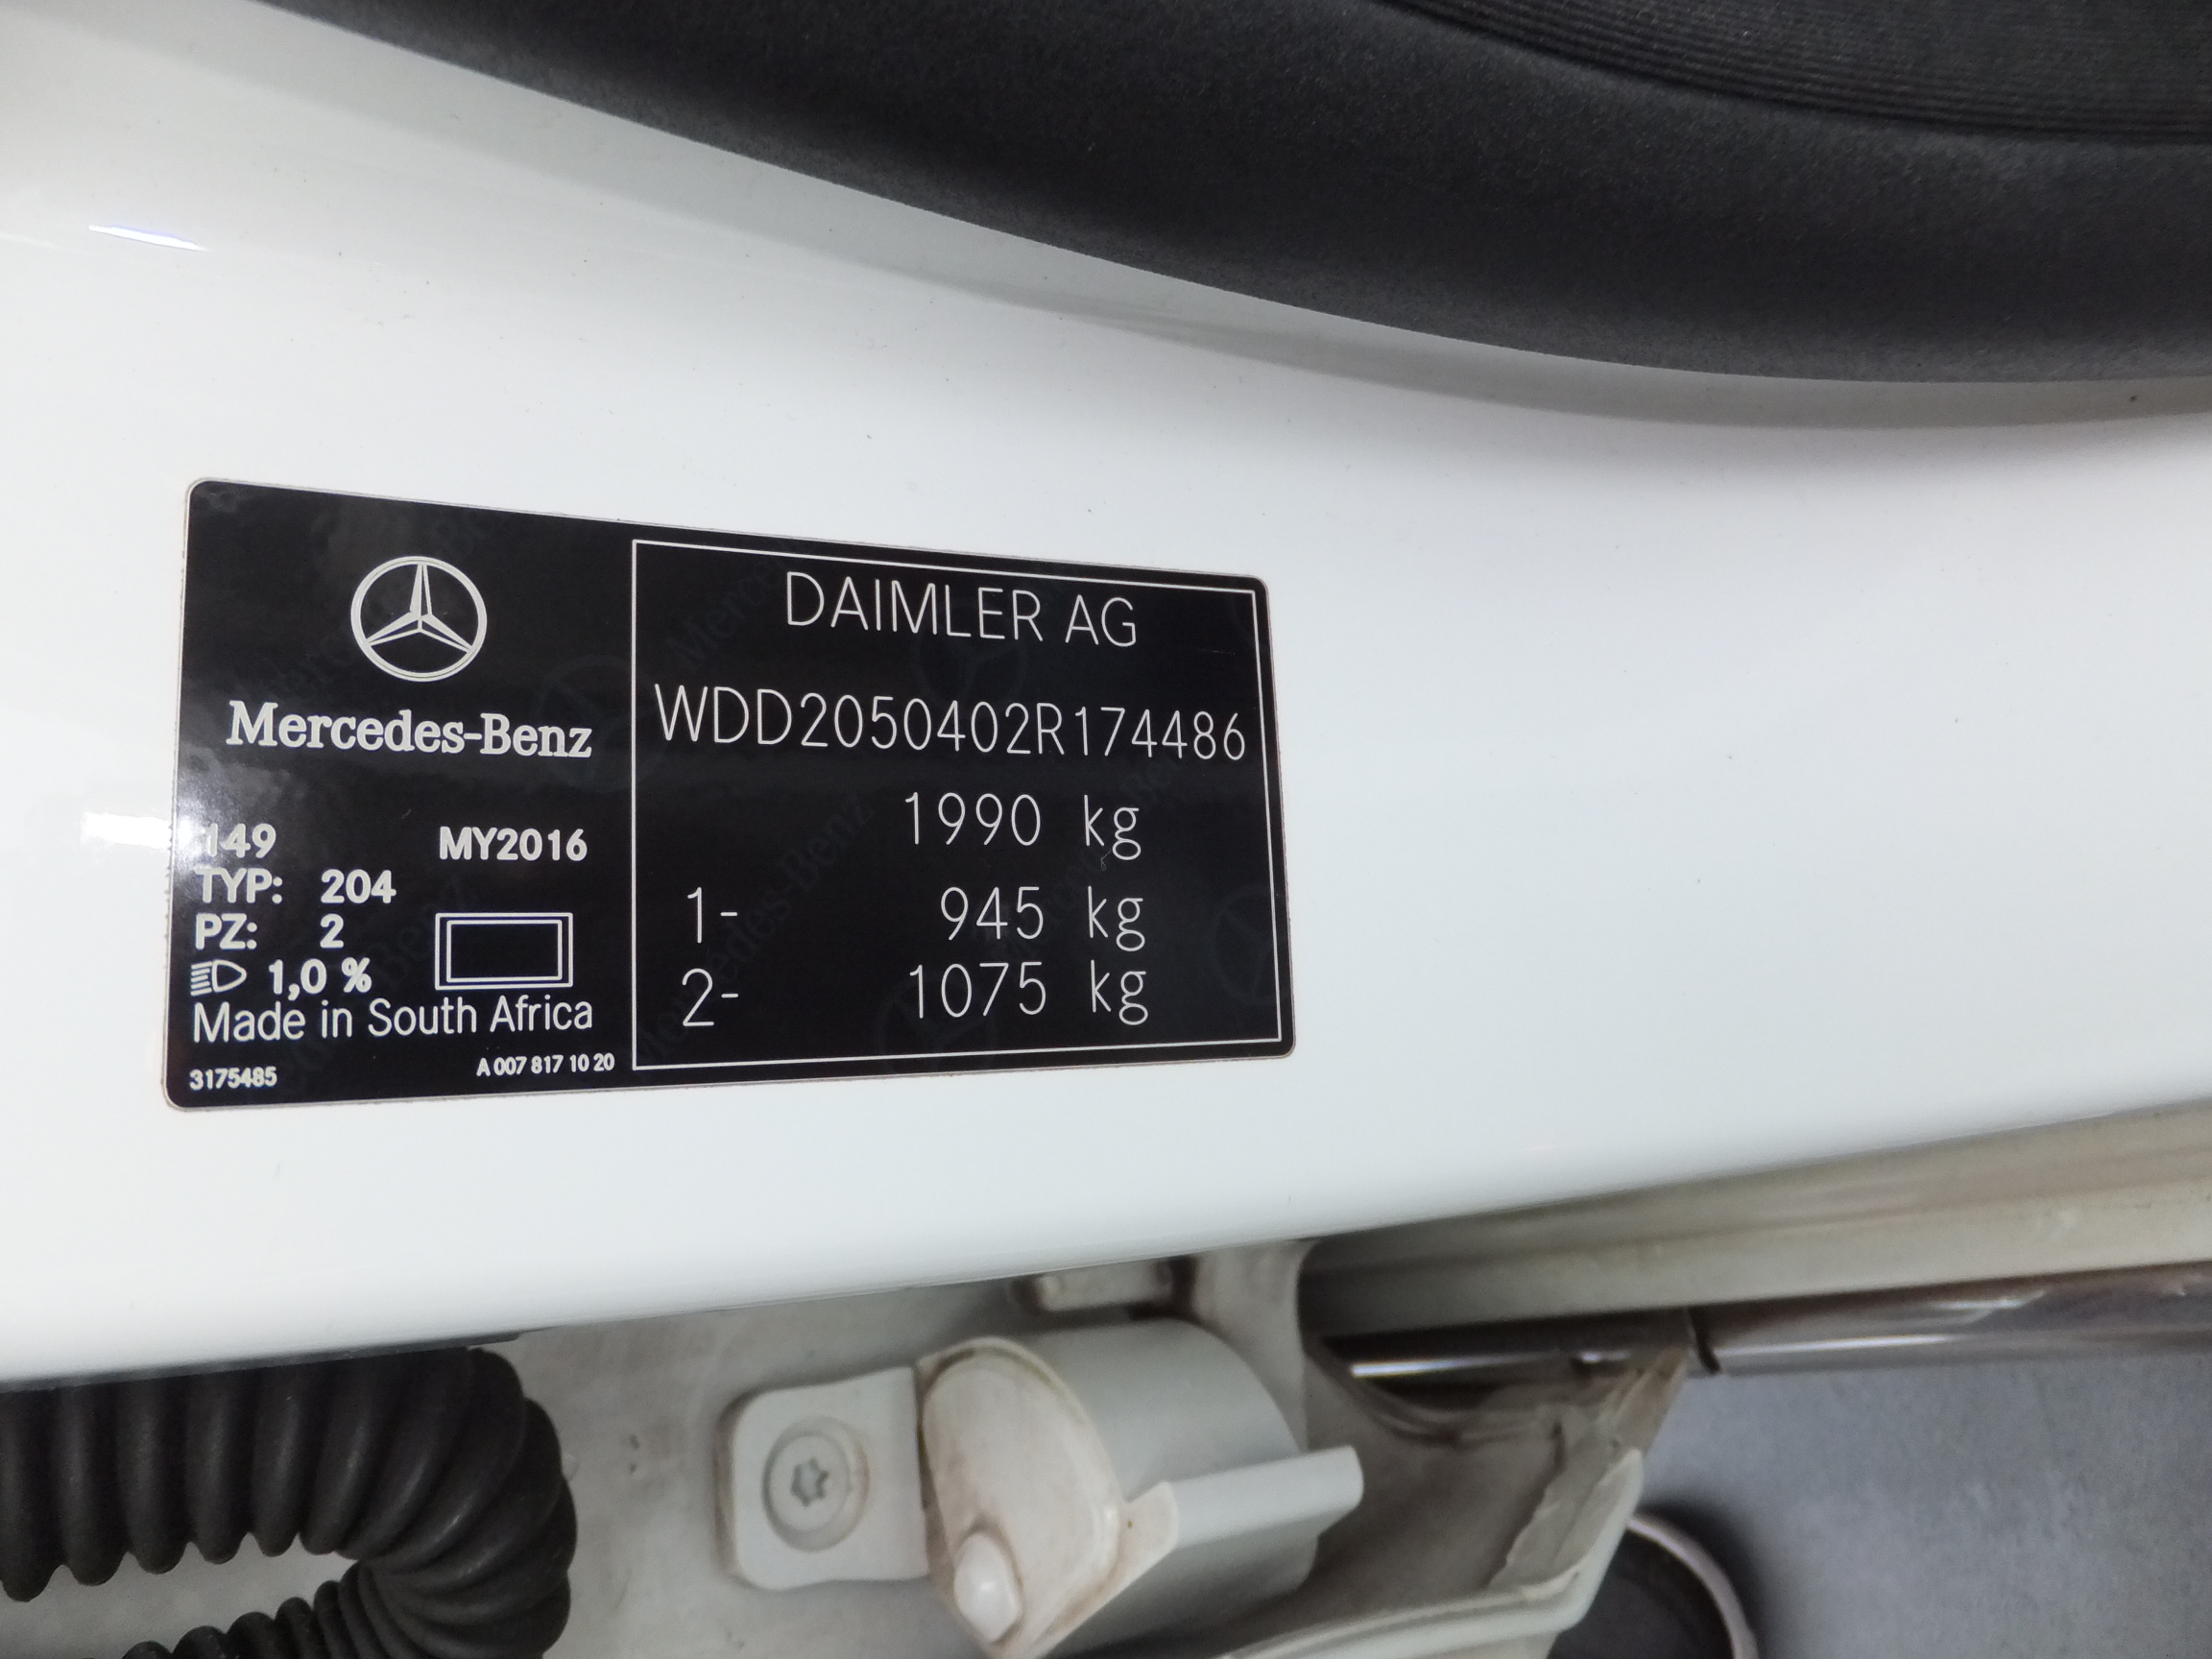 Mercedes-Benz
149 MY2016
TYP: 204
PZ: 2
1,0 %
Made in South Africa
3175485 A 007 817 10 20
DAIMLER AG
WDD2050402R174486
1990 kg
1- 945 kg
2- 1075 kg